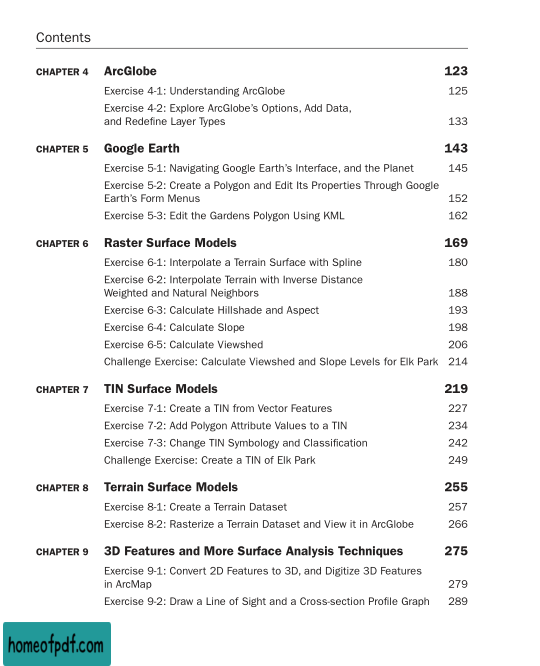 Contents
CHAPTER 4 ArcGlobe 123
Exercise 4-1: Understanding ArcGlobe 125
Exercise 4-2: Explore ArcGlobe's Options, Add Data,
and Redefine Layer Types 133
CHAPTER 5 Google Earth 143
Exercise 5-1: Navigating Google Earth's Interface, and the Planet 145
Exercise 5-2: Create a Polygon and Edit Its Properties Through Google
Earth's Form Menus 152
Exercise 5-3: Edit the Gardens Polygon Using KML 162
CHAPTER 6 Raster Surface Models 169
Exercise 6-1: Interpolate a Terrain Surface with Spline 180
Exercise 6-2: Interpolate Terrain with Inverse Distance
Weighted and Natural Neighbors 188
Exercise 6-3: Calculate Hillshade and Aspect 193
Exercise 6-4: Calculate Slope 198
Exercise 6-5: Calculate Viewshed 206
Challenge Exercise: Calculate Viewshed and Slope Levels for Elk Park 214
CHAPTER 7 TIN Surface Models 219
Exercise 7-1: Create a TIN from Vector Features 227
Exercise 7-2: Add Polygon Attribute Values to a TIN 234
Exercise 7-3: Change TIN Symbology and Classification 242
Challenge Exercise: Create a TIN of Elk Park 249
CHAPTER 8 Terrain Surface Models 255
Exercise 8-1: Create a Terrain Dataset 257
Exercise 8-2: Rasterize a Terrain Dataset and View it in ArcGlobe 266
CHAPTER 9 3D Features and More Surface Analysis Techniques 275
Exercise 9-1: Convert 2D Features to 3D, and Digitize 3D Features
in ArcMap 279
Exercise 9-2: Draw a Line of Sight and a Cross-section Profile Graph 289
homeofpdf.com